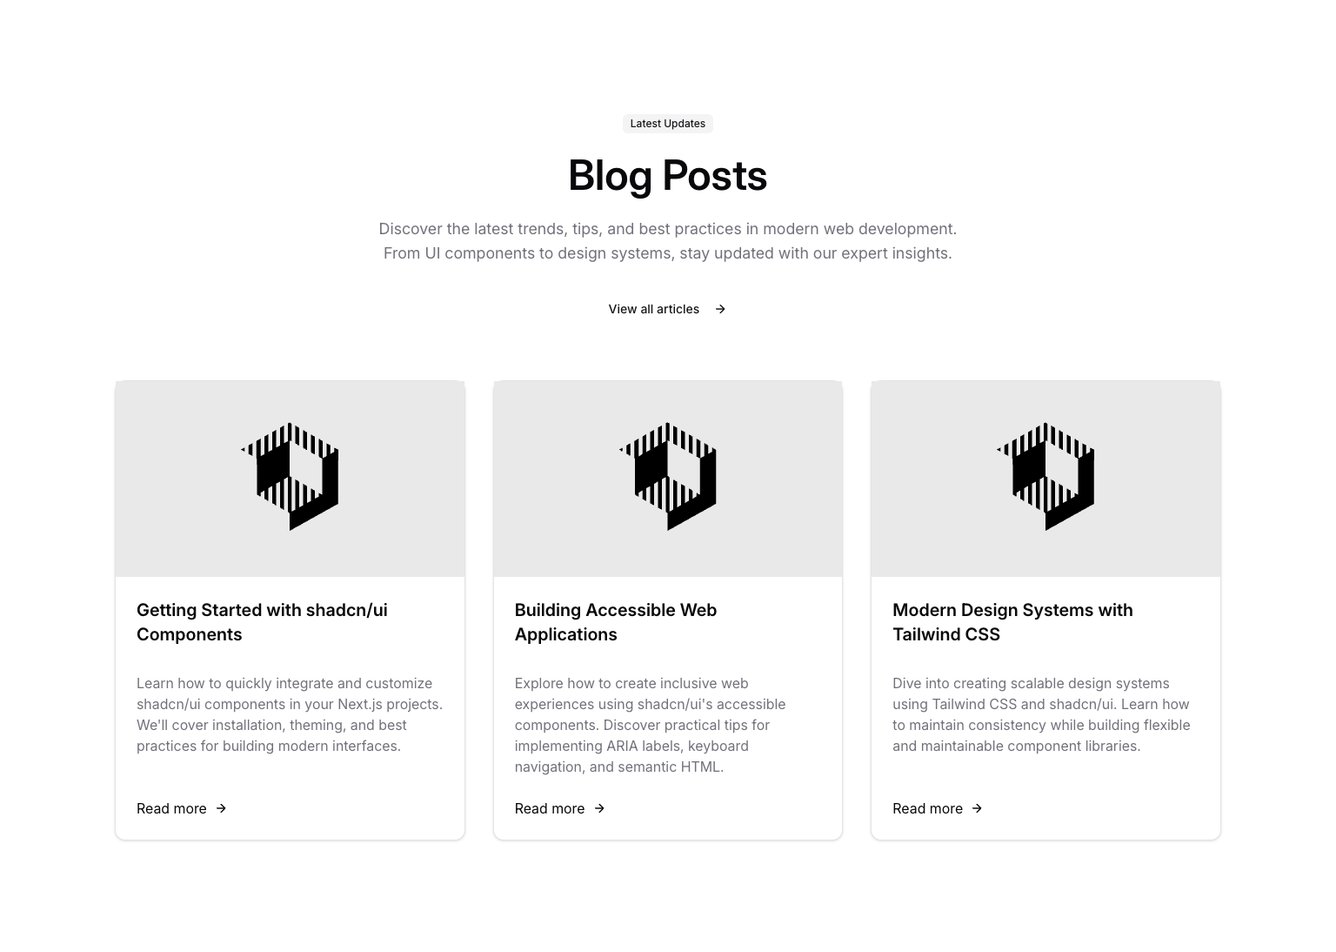 Latest Updates
Blog Posts
Discover the latest trends, tips, and best practices in modern web development.
From UI components to design systems, stay updated with our expert insights.
View all articles
Getting Started with shadcn/ui
Components
Learn how to quickly integrate and customize
shadcn/ui components in your Next.js projects.
We'll cover installation, theming, and best
practices for building modern interfaces.
Read more
Building Accessible Web
Applications
Explore how to create inclusive web
experiences using shadcn/ui's accessible
components. Discover practical tips for
implementing ARIA labels, keyboard
navigation, and semantic HTML.
Read more
Modern Design Systems with
Tailwind CSS
Dive into creating scalable design systems
using Tailwind CSS and shadcn/ui. Learn how
to maintain consistency while building flexible
and maintainable component libraries.
Read more